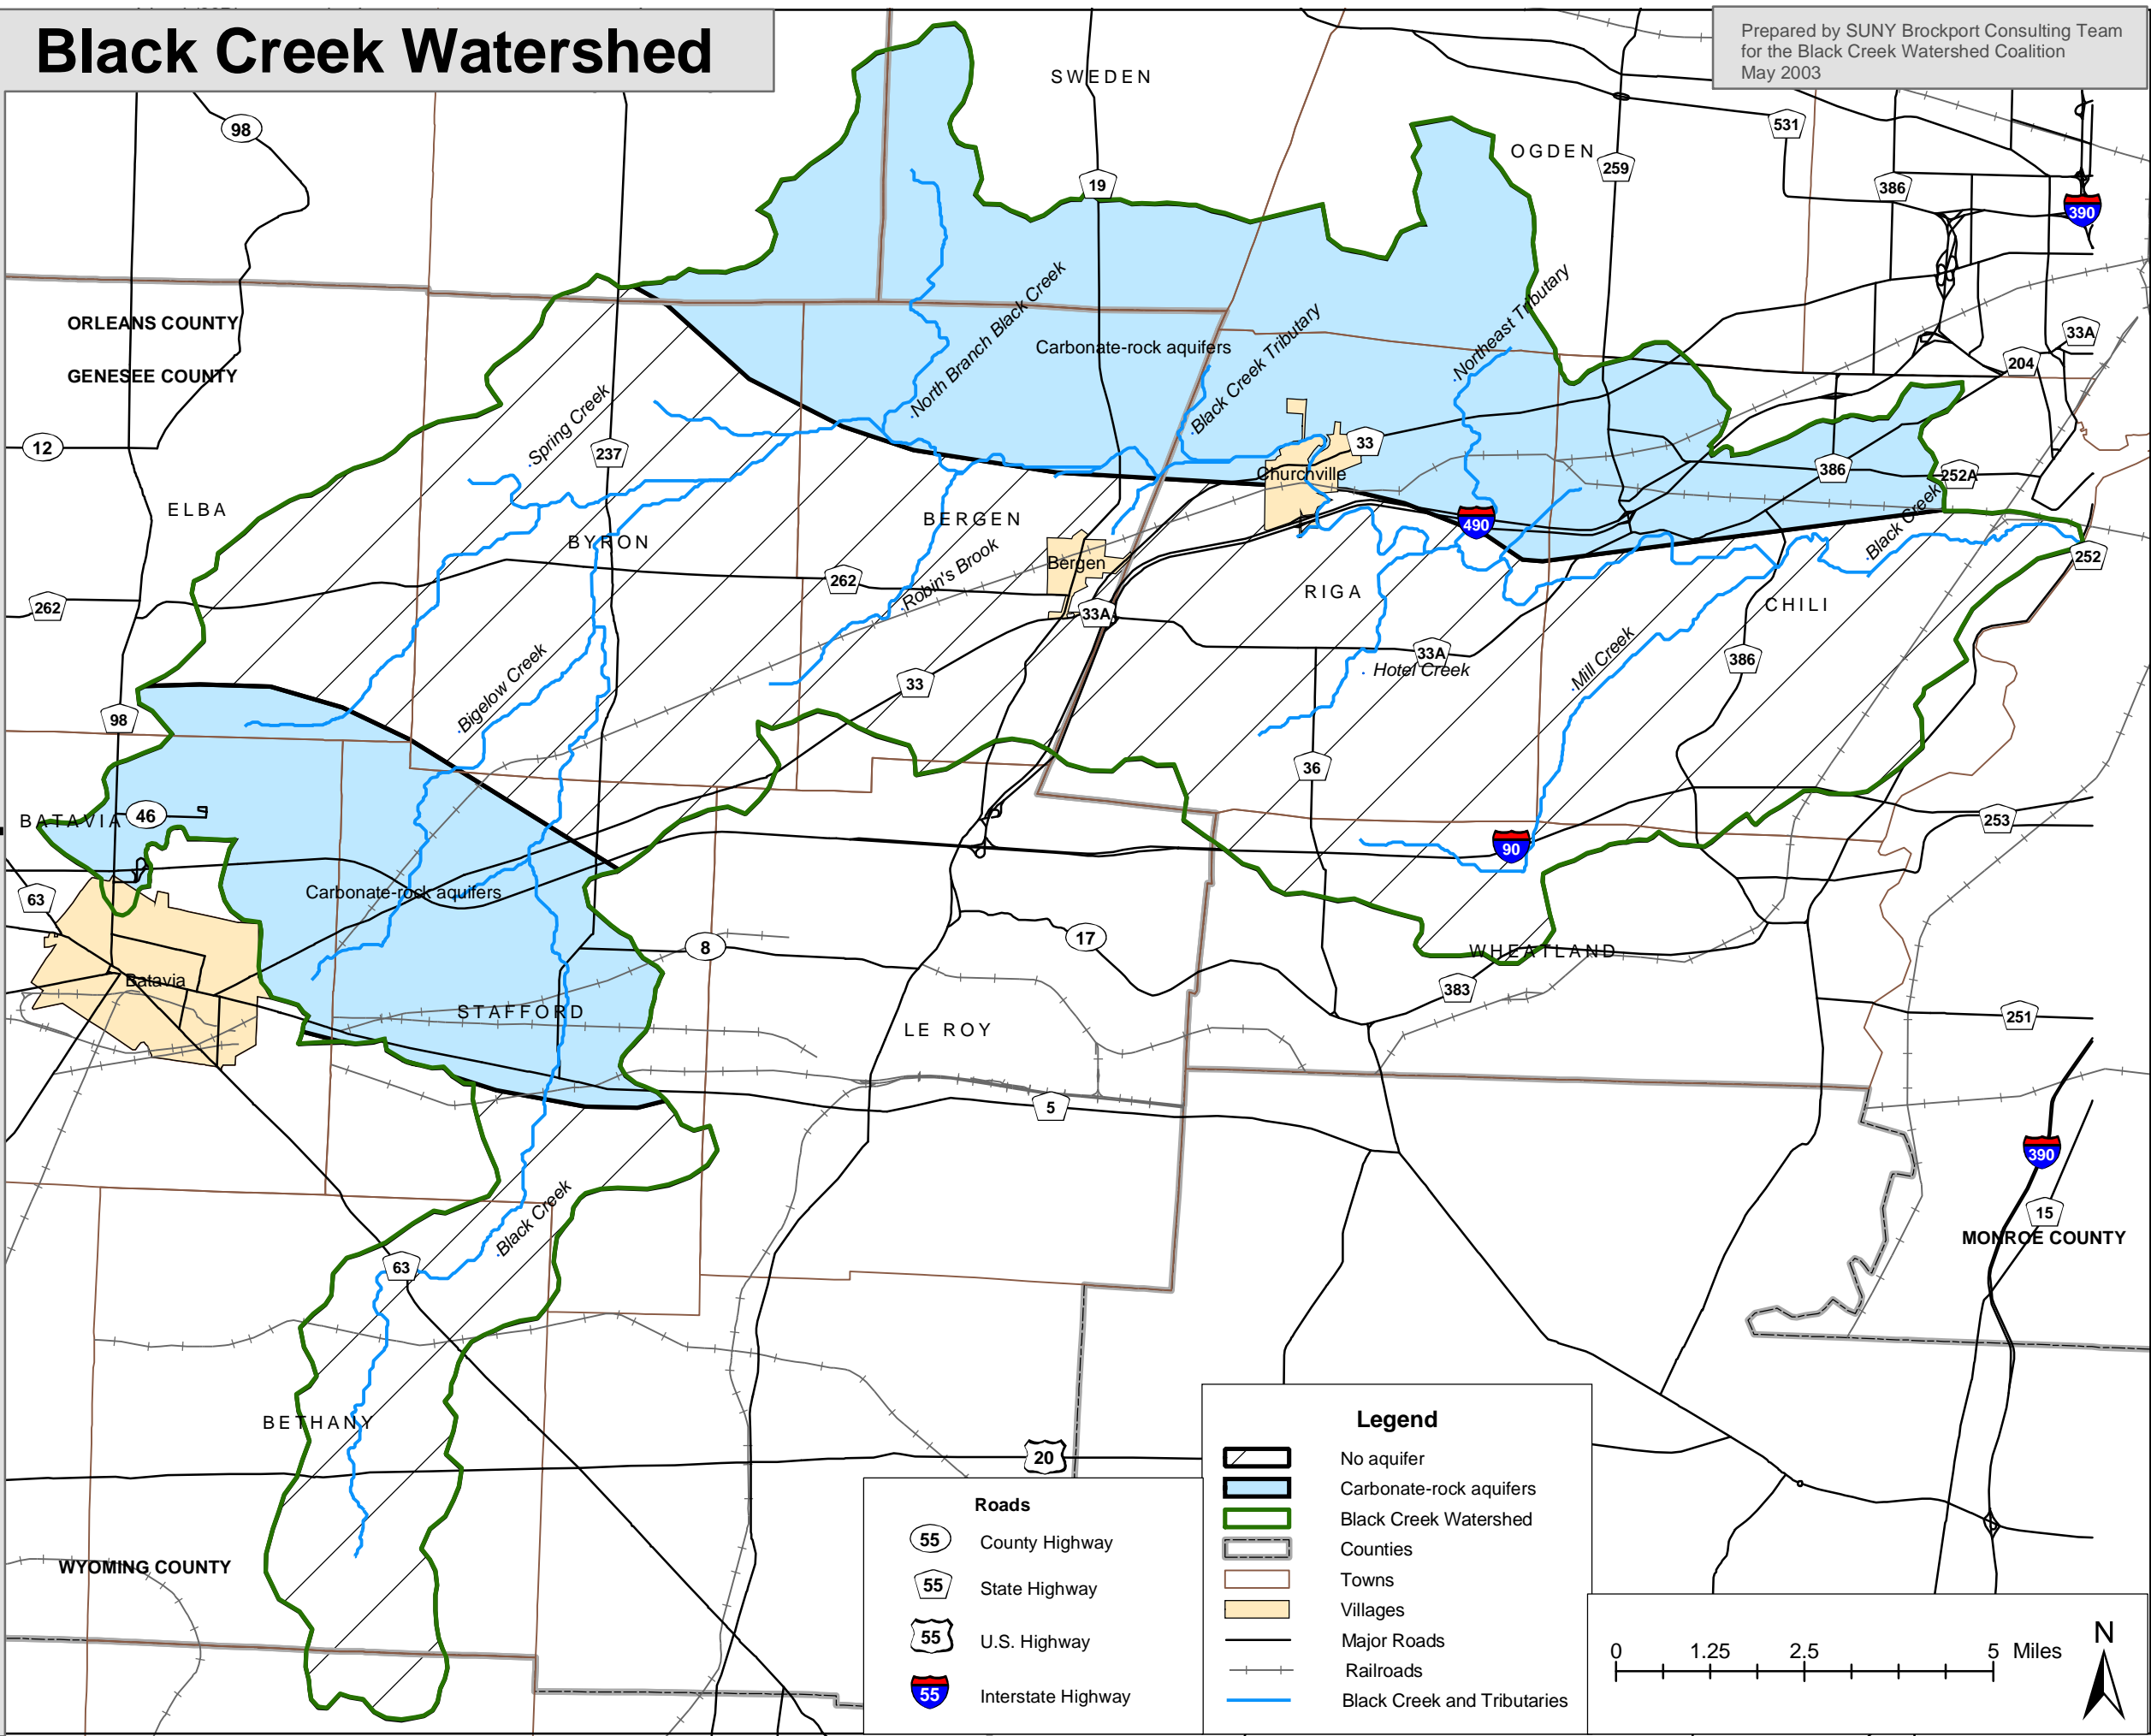 Black Creek Watershed
Prepared by SUNY Brockport Consulting Team
for the Black Creek Watershed Coalition
May 2003
SWEDEN
98
531
OGDEN
259
19
386
390
North Branch Black Creek
Northeast Tributary
ORLEANS COUNTY
Black Creek Tributary
33A
Carbonate-rock aquifers
204
GENESEE COUNTY
Spring Creek
12
237
33
Churchville
386
252A
ELBA
BERGEN
490
Black Creek
BYRON
252
Bergen
262
Robin's Brook
262
RIGA
CHILI
33A
33A
Hotel Creek
Mill Creek
386
Bigelow Creek
33
98
36
46
BATAVIA
253
90
63
Carbonate-rock aquifers
8
17
WHEATLAND
Batavia
383
STAFFORD
LE ROY
251
5
390
Black Creek
15
MONROE COUNTY
63
BETHANY
20
WYOMING COUNTY
Roads
55 County Highway
55 State Highway
55 U.S. Highway
55 Interstate Highway
Legend
No aquifer
Carbonate-rock aquifers
Black Creek Watershed
Counties
Towns
Villages
Major Roads
Railroads
Black Creek and Tributaries
0 1.25 2.5 5 Miles
N